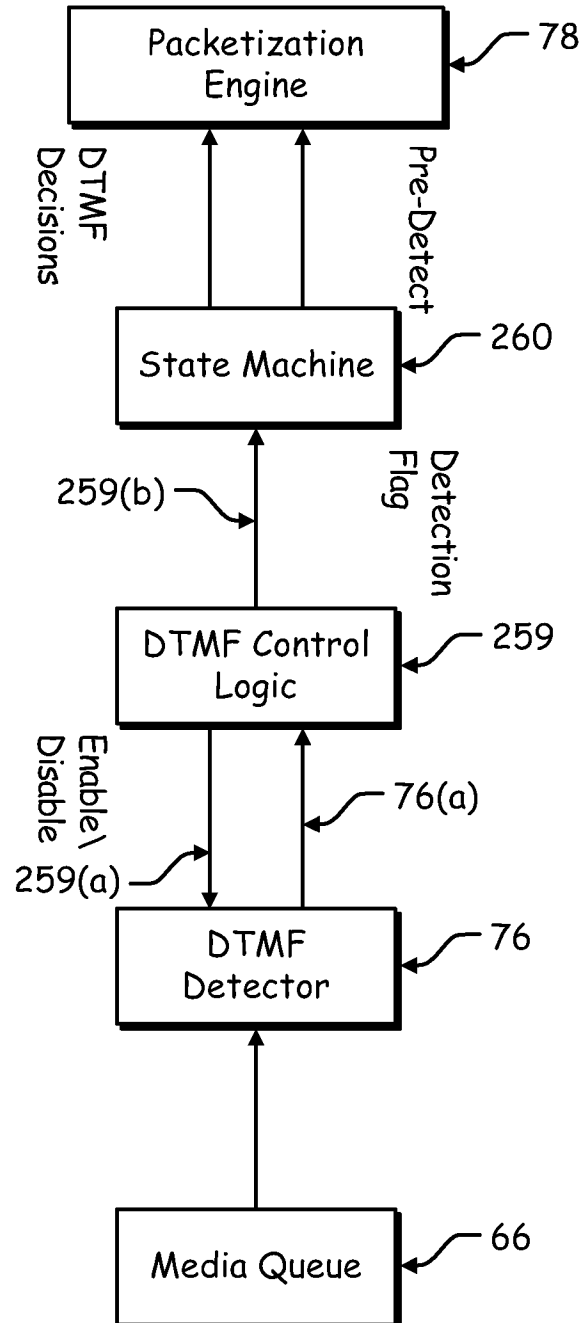 Packetization
Engine
78
DTMF
Decisions
Pre-Detect
State Machine
260
259(b)
Detection
Flag
DTMF Control
Logic
259
Enable\
Disable
76(a)
259(a)
DTMF
Detector
76
Media Queue
66